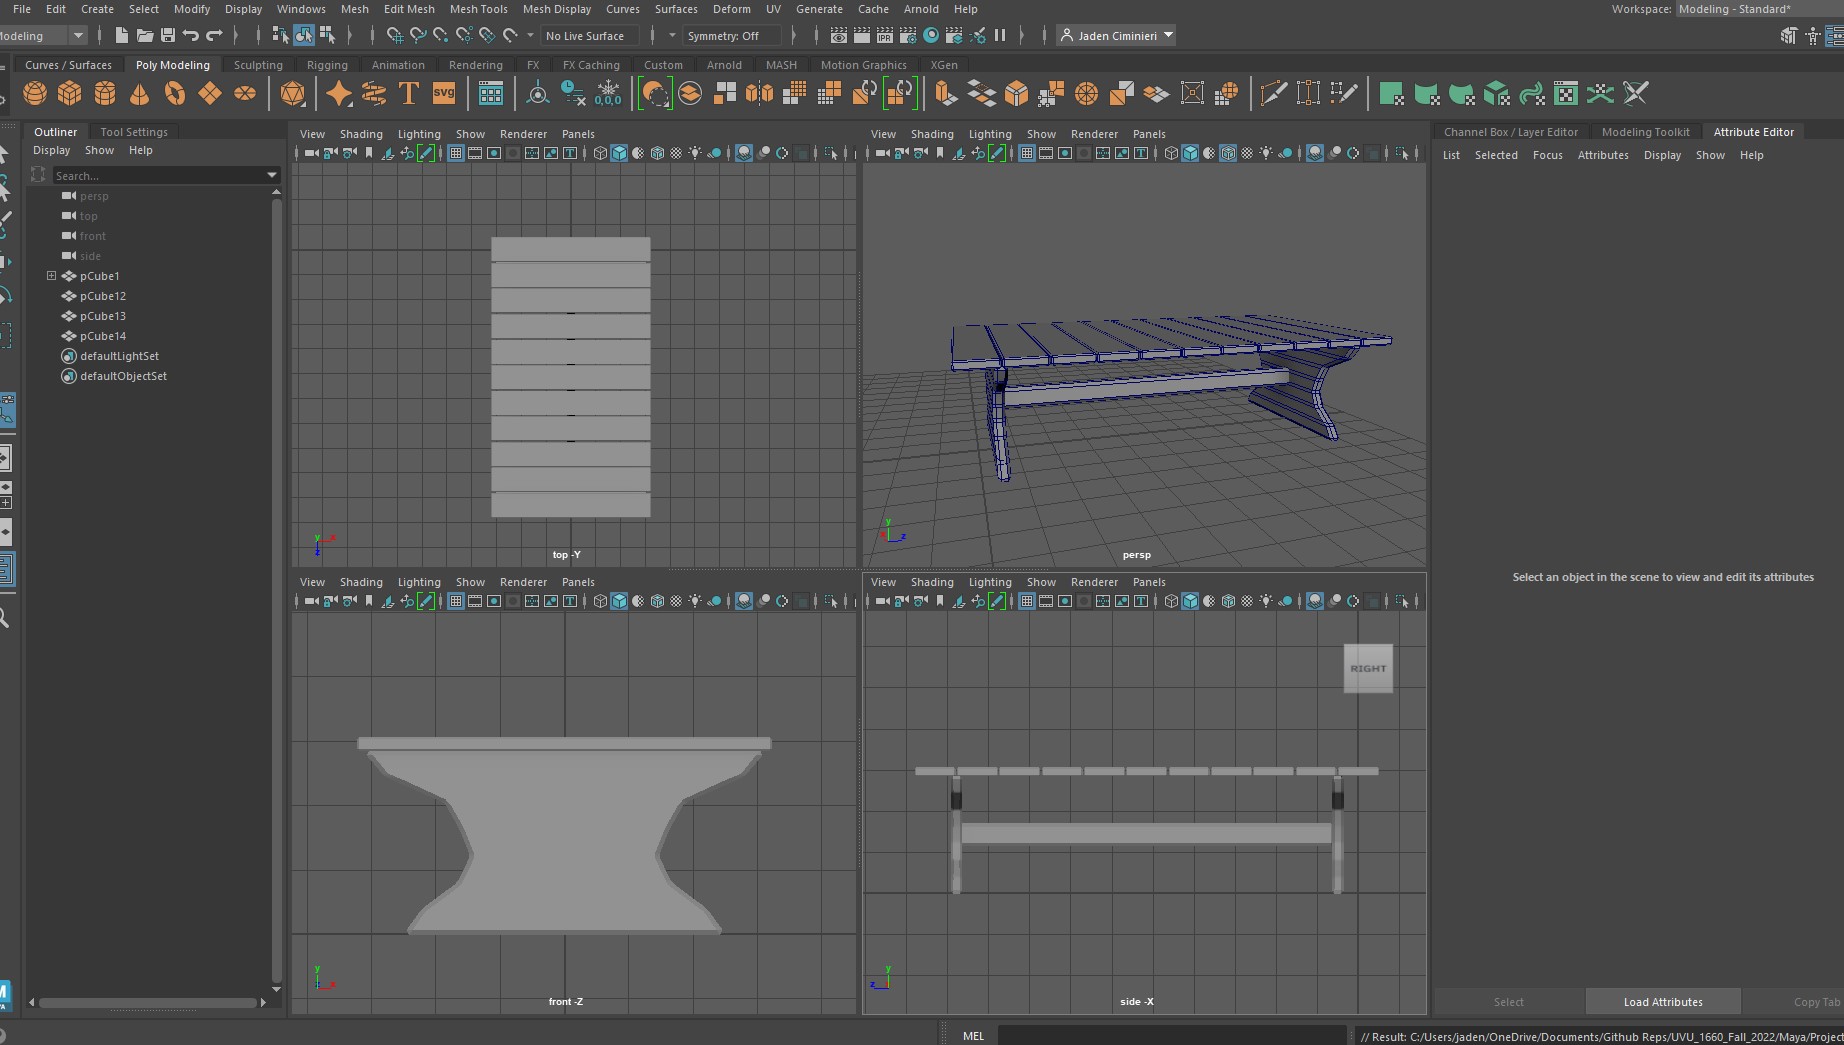 File Edit Create Select Modify Display Windows Mesh Edit Mesh Mesh Tools Mesh Display Curves Surfaces Deform UV Generate Cache Arnold Help Workspace: Modeling - Standard*
odeling No Live Surface Symmetry: Off IPR Jaden Ciminieri
Curves / Surfaces Poly Modeling Sculpting Rigging Animation Rendering FX FX Caching Custom Arnold MASH Motion Graphics XGen
T svg 0,0,0
Outliner Tool Settings
Display Show Help
Search...
persp
top
front
side
pCube1
pCube12
pCube13
pCube14
defaultLightSet
defaultObjectSet
View Shading Lighting Show Renderer Panels
y x
z
top -Y
View Shading Lighting Show Renderer Panels
y
z
persp
View Shading Lighting Show Renderer Panels
y
x
front -Z
View Shading Lighting Show Renderer Panels
RIGHT
y
z
side -X
Channel Box / Layer Editor Modeling Toolkit Attribute Editor
List Selected Focus Attributes Display Show Help
Select an object in the scene to view and edit its attributes
Select Load Attributes Copy Tab
MEL // Result: C:/Users/jaden/OneDrive/Documents/Github Reps/UVU_1660_Fall_2022/Maya/Projec